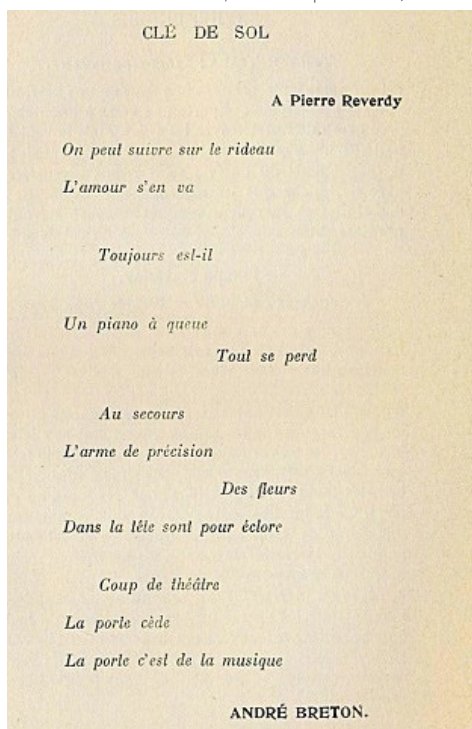 CLÉ DE SOL
A Pierre Reverdy
On peut suivre sur le rideau
L'amour s'en va
Toujours est-il
Un piano à queue
Tout se perd
Au secours
L'arme de précision
Des fleurs
Dans la tête sont pour éclore
Coup de théâtre
La porte cède
La porte c'est de la musique
ANDRÉ BRETON.